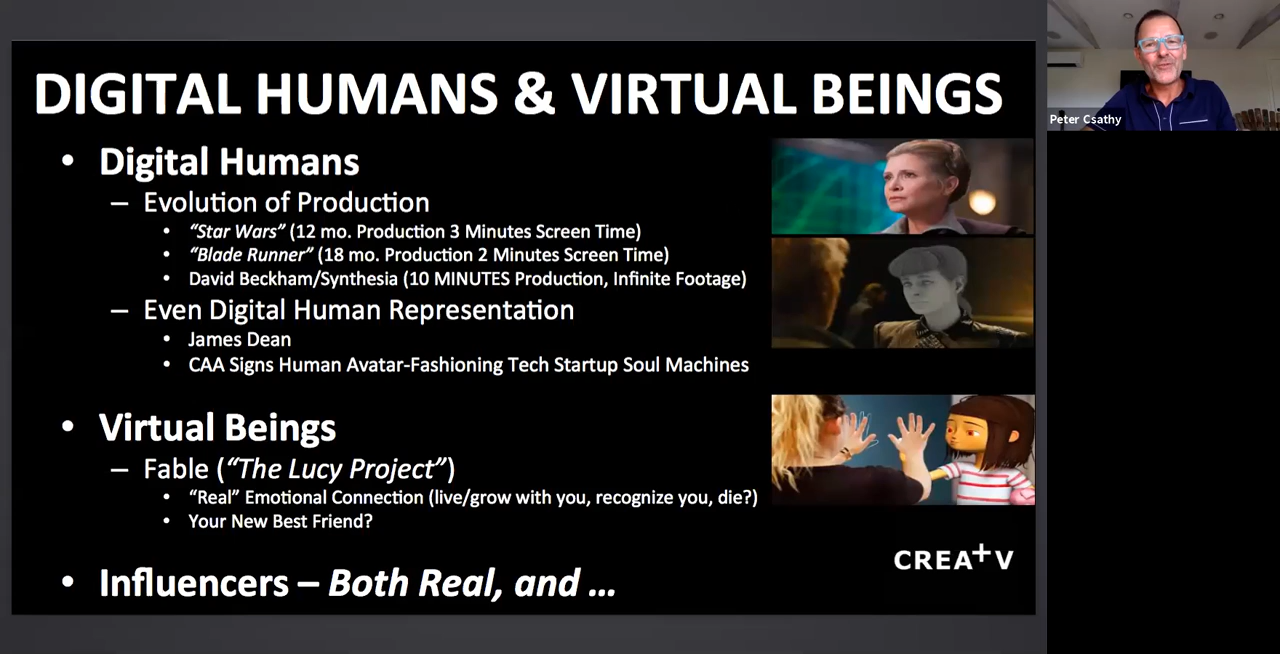 DIGITAL HUMANS & VIRTUAL BEINGS
• Digital Humans
– Evolution of Production
• “Star Wars” (12 mo. Production 3 Minutes Screen Time)
• “Blade Runner” (18 mo. Production 2 Minutes Screen Time)
• David Beckham/Synthesia (10 MINUTES Production, Infinite Footage)
– Even Digital Human Representation
• James Dean
• CAA Signs Human Avatar-Fashioning Tech Startup Soul Machines
• Virtual Beings
– Fable (“The Lucy Project”)
• “Real” Emotional Connection (live/grow with you, recognize you, die?)
• Your New Best Friend?
• Influencers – Both Real, and ...
CREA+V
Peter Csathy